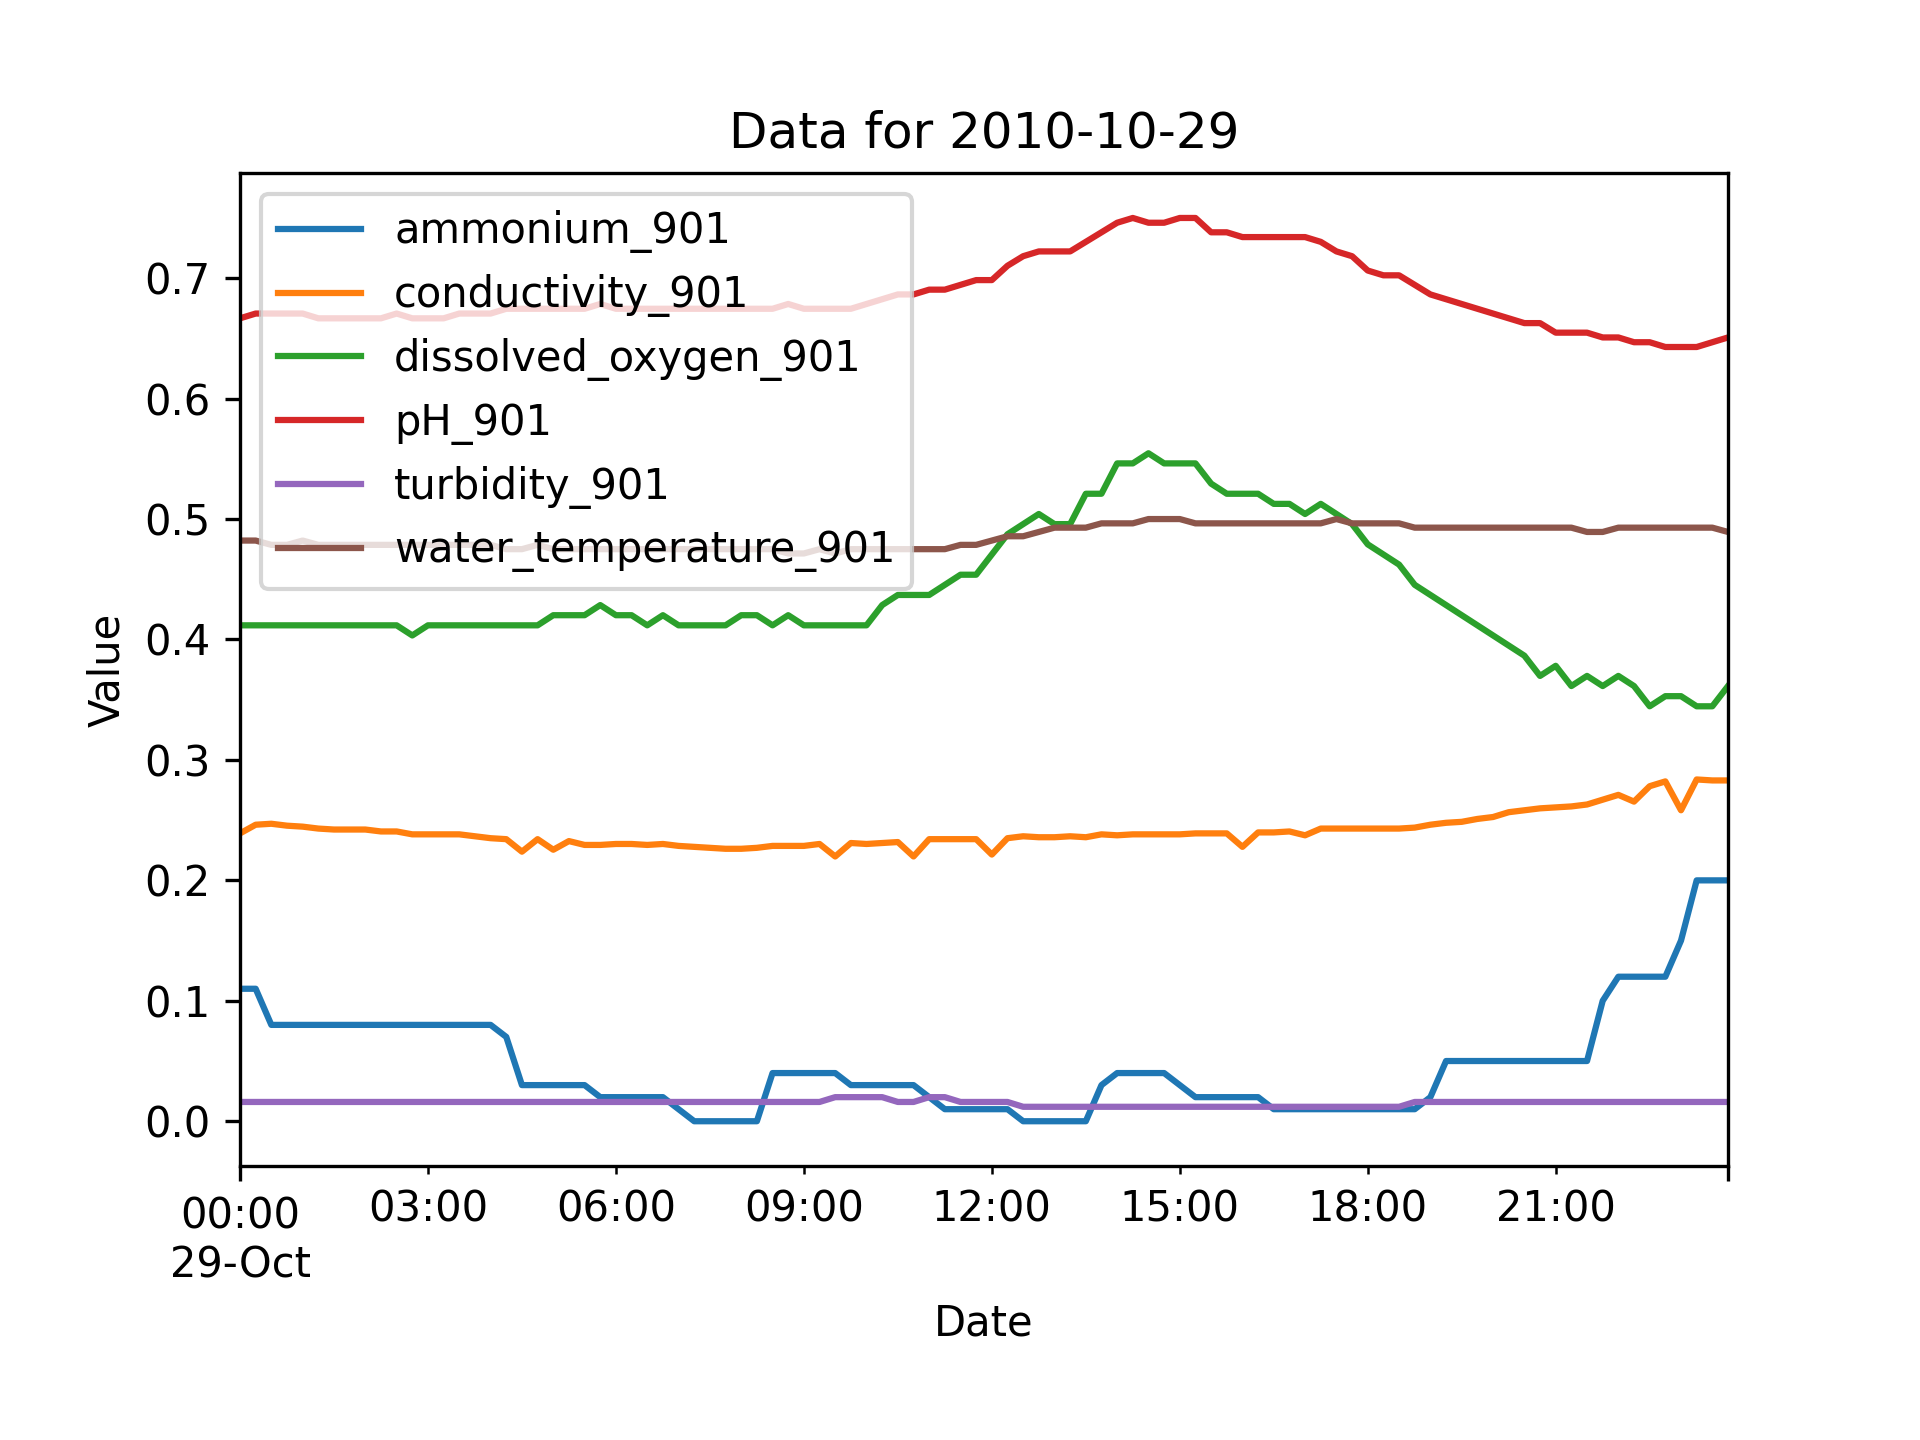 Data for 2010-10-29
ammonium_901
conductivity_901
dissolved_oxygen_901
pH_901
turbidity_901
water_temperature_901
Value
0.7
0.6
0.5
0.4
0.3
0.2
0.1
0.0
00:00 03:00 06:00 09:00 12:00 15:00 18:00 21:00
29-Oct
Date